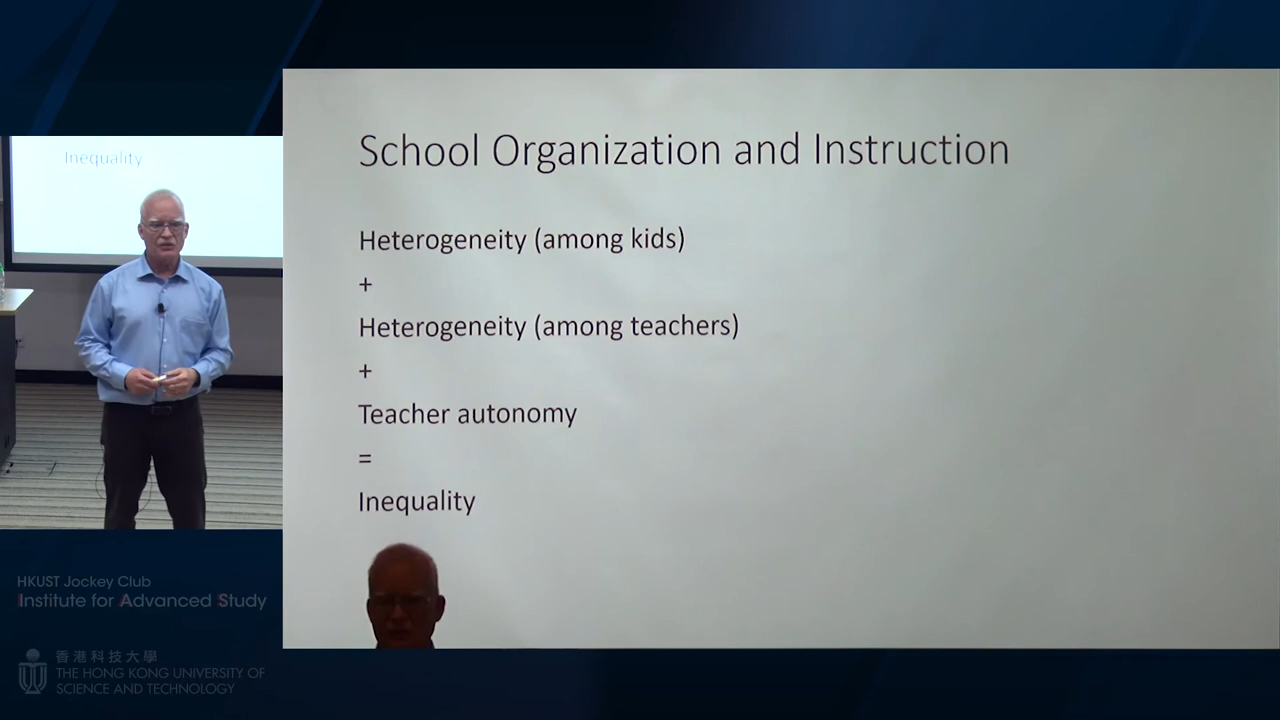 Inequality
School Organization and Instruction
Heterogeneity (among kids)
+
Heterogeneity (among teachers)
+
Teacher autonomy
=
Inequality
HKUST Jockey Club
Institute for Advanced Study
香港科技大學
THE HONG KONG UNIVERSITY OF
SCIENCE AND TECHNOLOGY